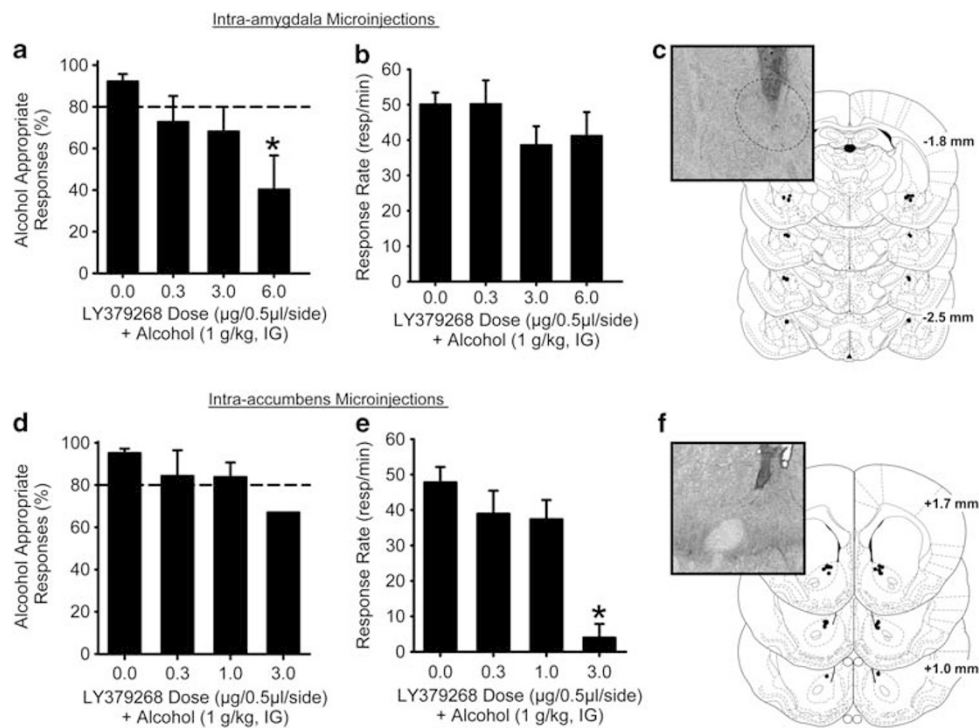 Intra-amygdala Microinjections
a
b
c
Alcohol Appropriate
Responses (%)
100
80
60
40
20
0
*
0.0 0.3 3.0 6.0
LY379268 Dose (µg/0.5µl/side)
+ Alcohol (1 g/kg, IG)
Response Rate (resp/min)
60
50
40
30
20
10
0
0.0 0.3 3.0 6.0
LY379268 Dose (µg/0.5µl/side)
+ Alcohol (1 g/kg, IG)
-1.8 mm
-2.5 mm
Intra-accumbens Microinjections
d
e
f
Alcoohol Appropriate
Responses (%)
100
80
60
40
20
0
0.0 0.3 1.0 3.0
LY379268 Dose (µg/0.5µl/side)
+ Alcohol (1 g/kg, IG)
Response Rate (resp/min)
60
50
40
30
20
10
0
*
0.0 0.3 1.0 3.0
LY379268 Dose (µg/0.5µl/side)
+ Alcohol (1 g/kg, IG)
+1.7 mm
+1.0 mm